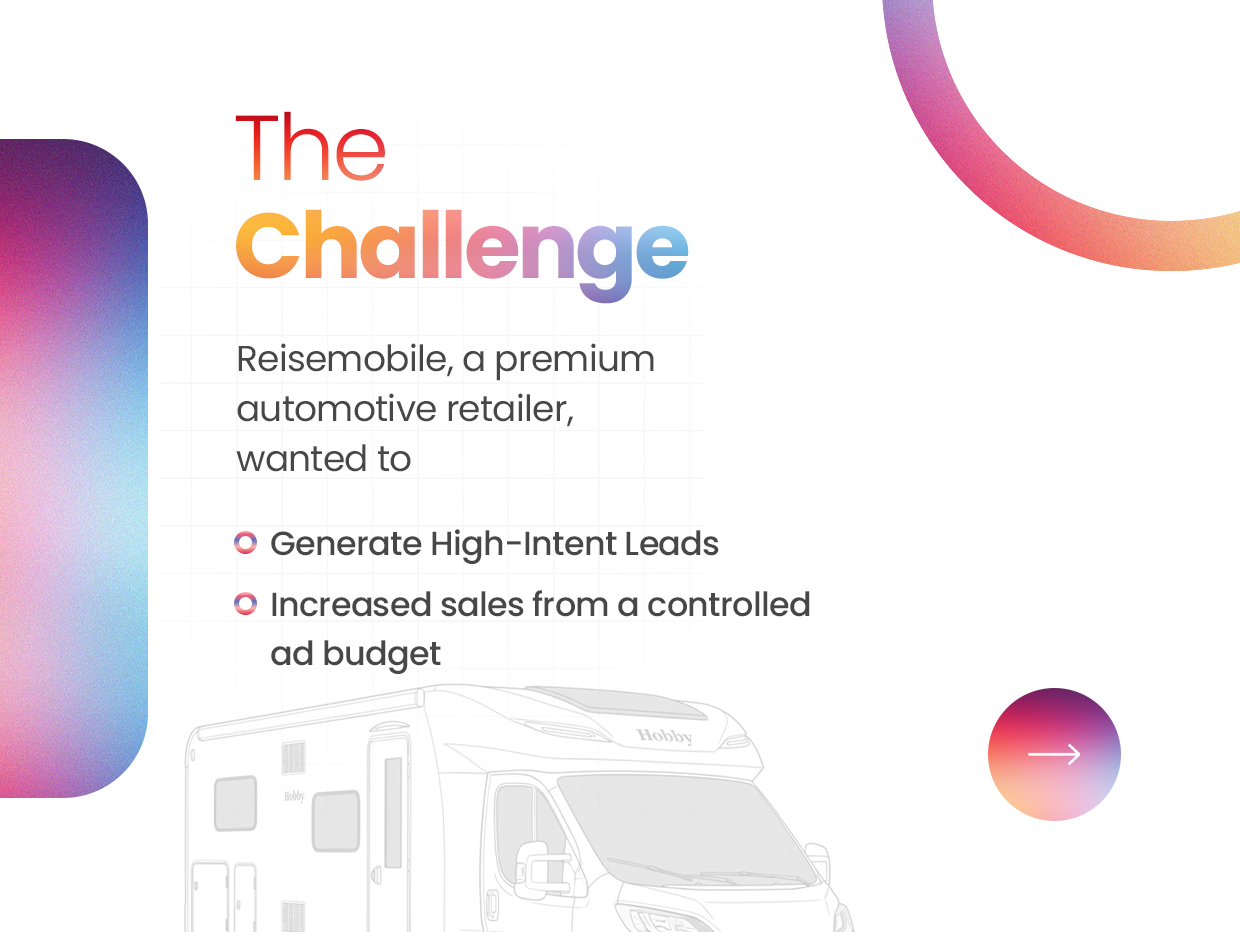 The
Challenge
Reisemobile, a premium
automotive retailer,
wanted to
Generate High-Intent Leads
Increased sales from a controlled
ad budget
Hobby
Hobby